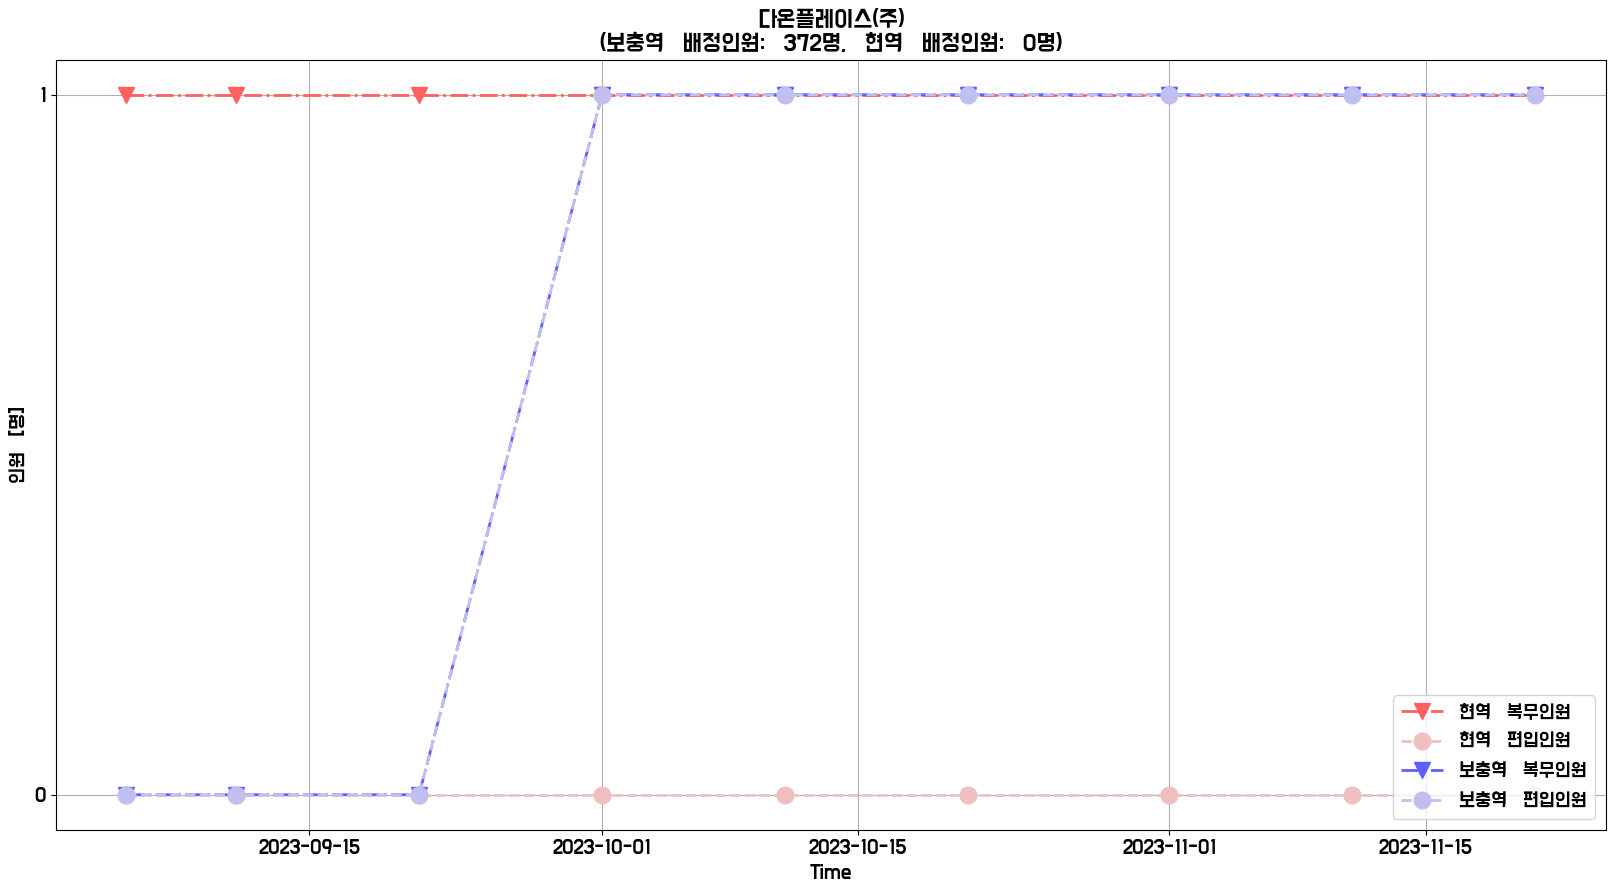 다온플레이스(주)
(보충역 배정인원: 372명, 현역 배정인원: 0명)
1
0
인원 [명]
2023-09-15
2023-10-01
2023-10-15
2023-11-01
2023-11-15
Time
현역 복무인원
현역 편입인원
보충역 복무인원
보충역 편입인원